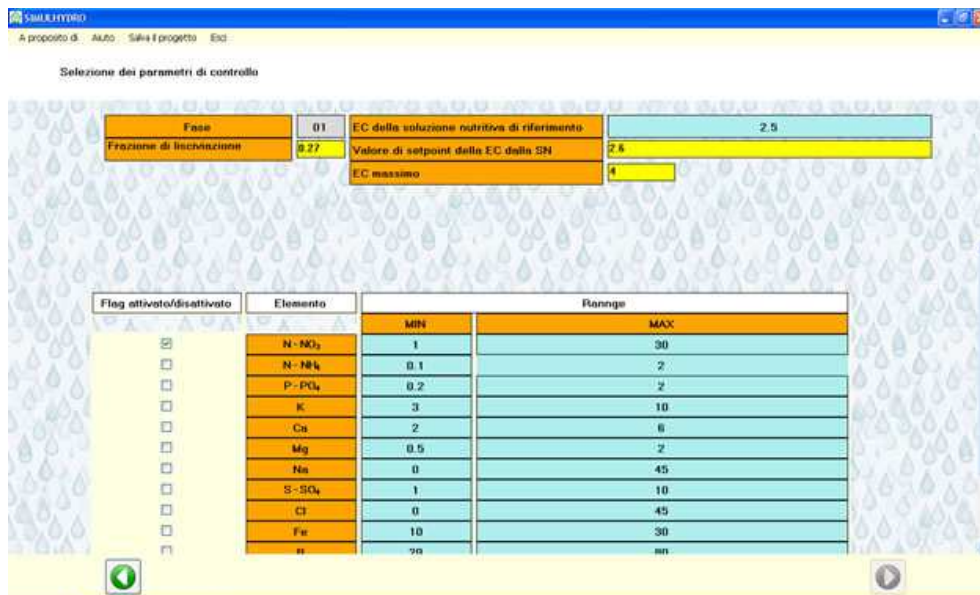 SIMULHYDRO
A proposito di Aiuto Salva il progetto Esci
Selezione dei parametri di controllo
Fase 01 EC della soluzione nutritiva di riferimento 2.5
Frazione di lisciviazione 0.27 Valore di setpoint della EC dalla SN 2.6
EC massimo 4
Flag attivato/disattivato Elemento Rannge
MIN MAX
N - NO₃ 1 30
N - NH₄ 0.1 2
P - PO₄ 0.2 2
K 3 10
Ca 2 6
Mg 0.5 2
Na 0 45
S - SO₄ 1 10
Cl 0 45
Fe 10 30